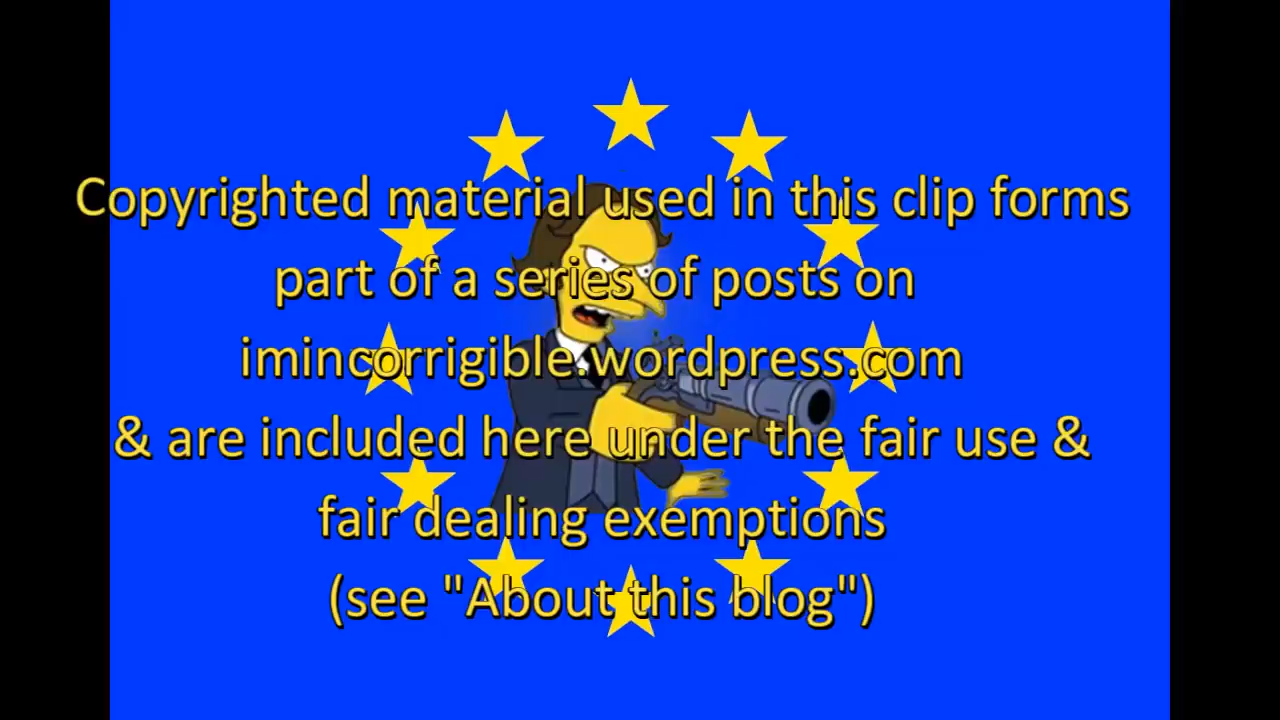 Copyrighted material used in this clip forms
part of a series of posts on
imincorrigible.wordpress.com
& are included here under the fair use &
fair dealing exemptions
(see "About this blog")